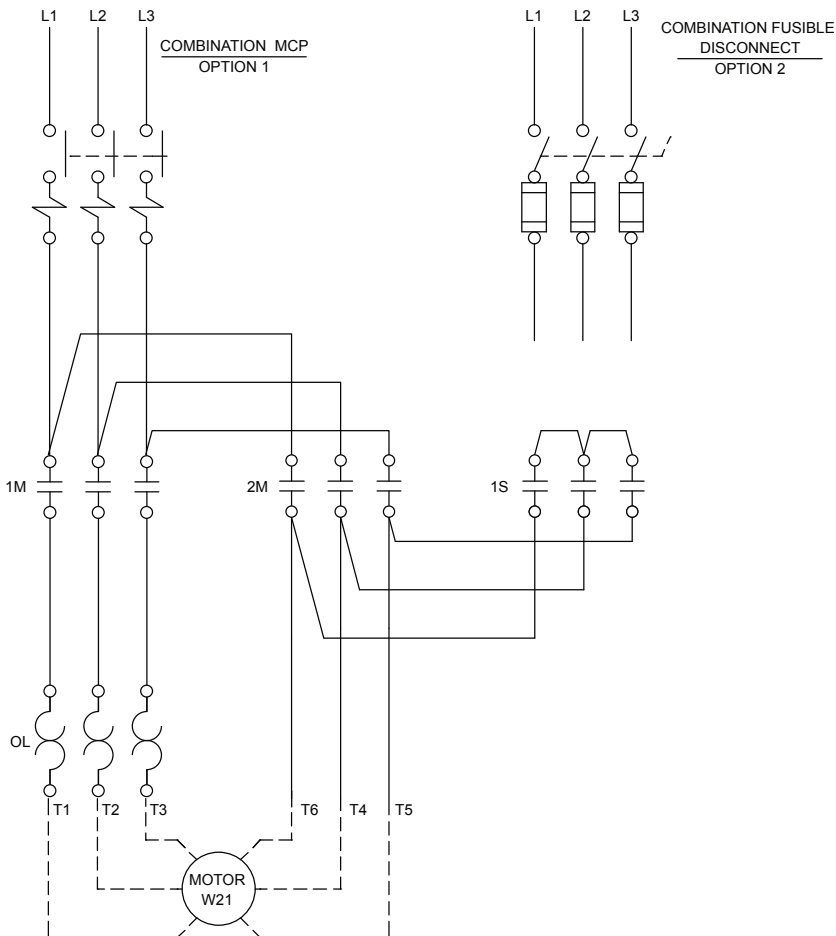 L1 L2 L3
COMBINATION MCP
OPTION 1
L1 L2 L3
COMBINATION FUSIBLE
DISCONNECT
OPTION 2
1M 2M 1S
OL
T1 T2 T3 T6 T4 T5
MOTOR
W21